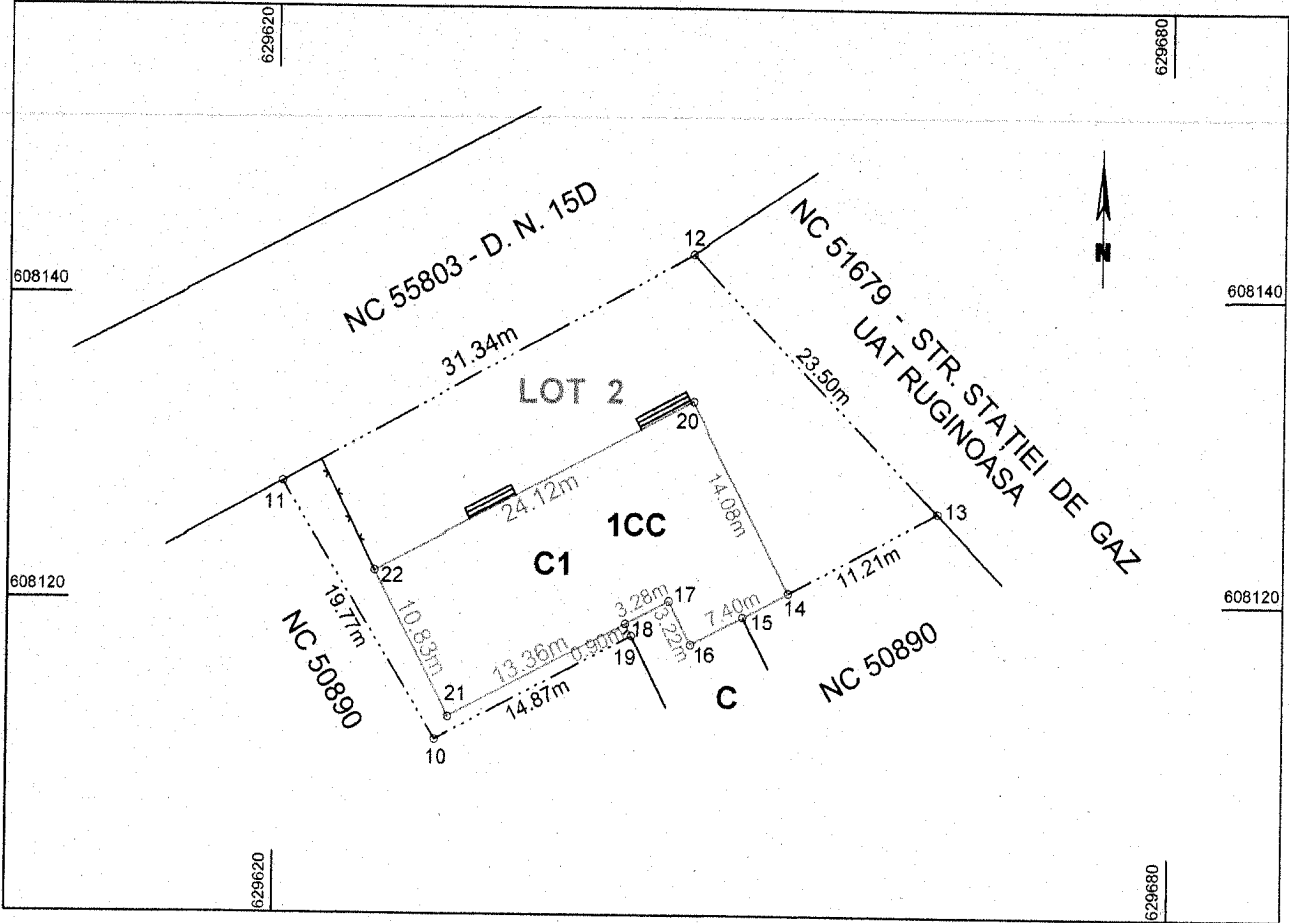 629620
629680
NC 55803 - D. N. 15D
12
NC 51679 - STR. STATIEI DE GAZ
UAT RUGINOASA
N
608140
608140
31.34m
23.50m
LOT 2
20
11
24.12m
14.08m
1CC
C1
13
22
11.21m
608120
608120
19.77m
10.83m
3.28m
17
14
7.40m
15
18
3.22m
0.90m
19
16
13.36m
NC 50890
NC 50890
C
21
14.87m
10
629620
629680